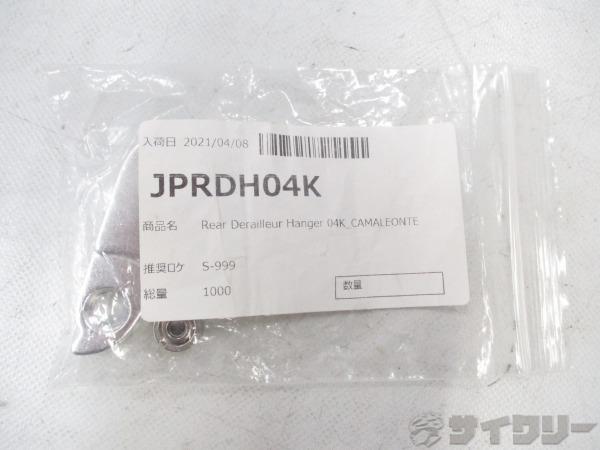 入荷日 2021/04/08
JPRDH04K
商品名 Rear Derailleur Hanger 04K_CAMALEONTE
推奨ロケ S-999
総量 1000
数量
サイクリー